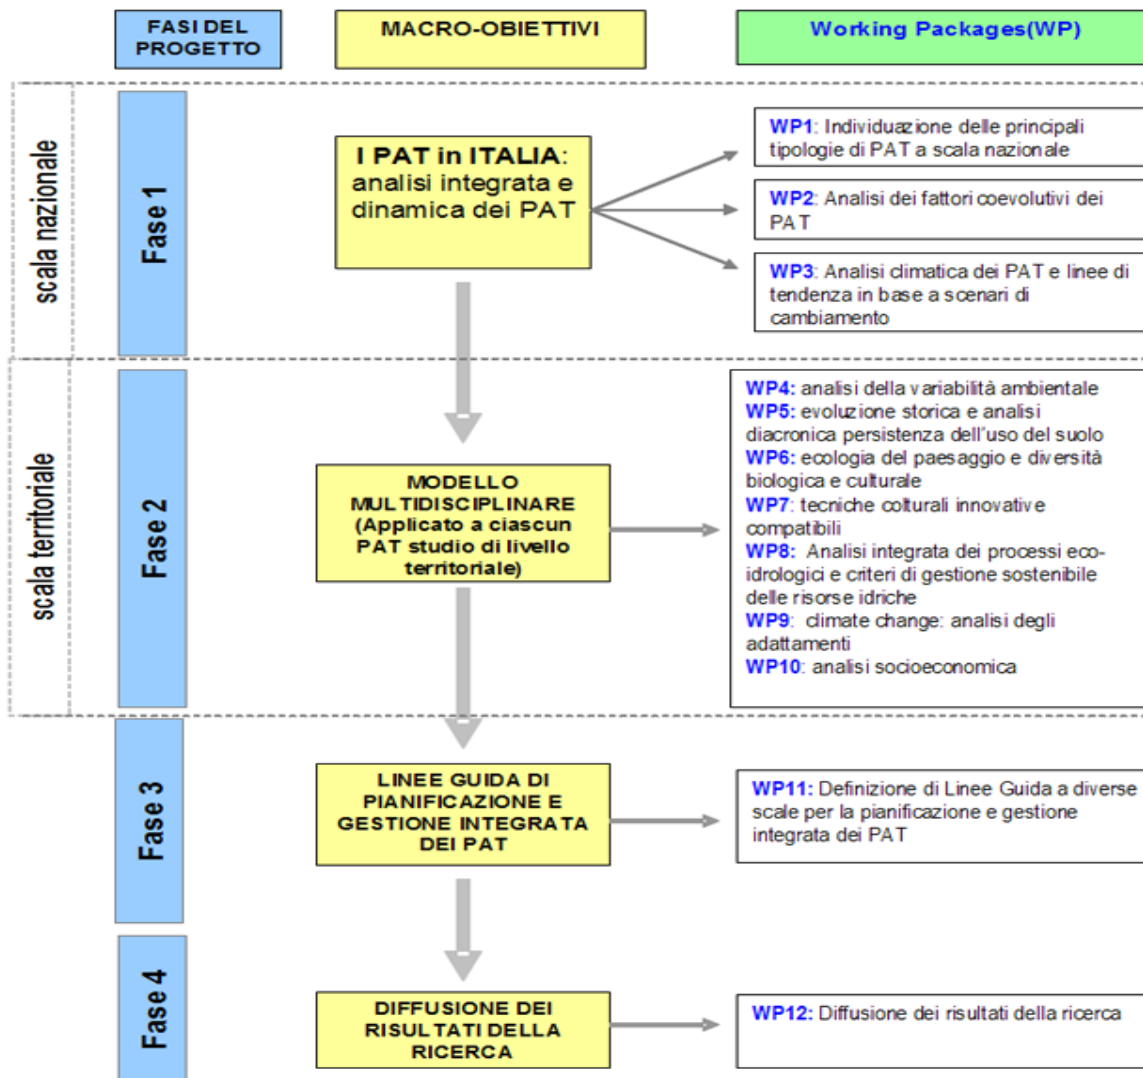 FASI DEL
PROGETTO
MACRO-OBIETTIVI
Working Packages(WP)
scala nazionale
Fase 1
I PAT in ITALIA:
analisi integrata e
dinamica dei PAT
WP1: Individuazione delle principali
tipologie di PAT a scala nazionale
WP2: Analisi dei fattori coevolutivi dei
PAT
WP3: Analisi climatica dei PAT e linee di
tendenza in base a scenari di
cambiamento
scala territoriale
Fase 2
MODELLO
MULTIDISCIPLINARE
(Applicato a ciascun
PAT studio di livello
territoriale)
WP4: analisi della variabilità ambientale
WP5: evoluzione storica e analisi
diacronica persistenza dell'uso del suolo
WP6: ecologia del paesaggio e diversità
biologica e culturale
WP7: tecniche colturali innovative
compatibili
WP8: Analisi integrata dei processi eco-
idrologici e criteri di gestione sostenibile
delle risorse idriche
WP9: climate change: analisi degli
adattamenti
WP10: analisi socioeconomica
Fase 3
LINEE GUIDA DI
PIANIFICAZIONE E
GESTIONE INTEGRATA
DEI PAT
WP11: Definizione di Linee Guida a diverse
scale per la pianificazione e gestione
integrata dei PAT
Fase 4
DIFFUSIONE DEI
RISULTATI DELLA
RICERCA
WP12: Diffusione dei risultati della ricerca